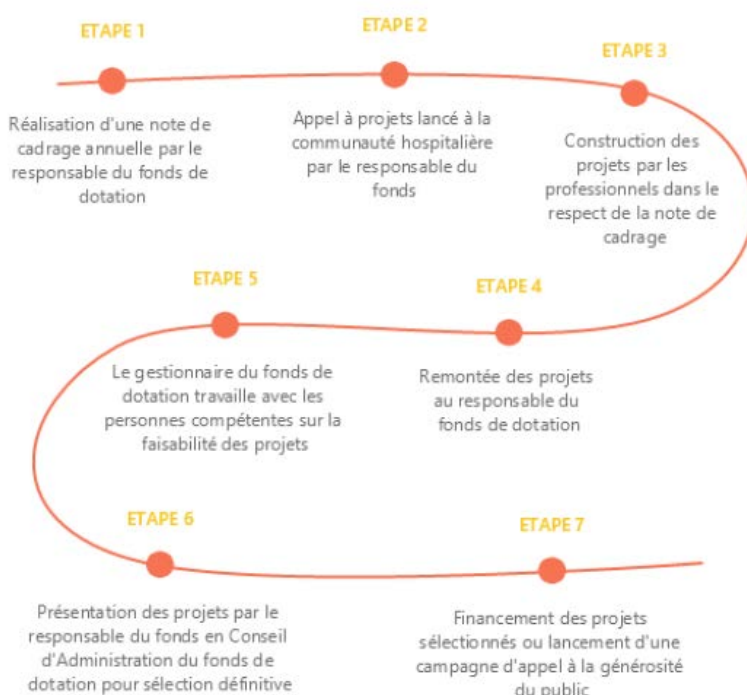 ETAPE 1
Réalisation d'une note de
cadrage annuelle par le
responsable du fonds de
dotation
ETAPE 2
Appel à projets lancé à la
communauté hospitalière
par le responsable du
fonds
ETAPE 3
Construction des
projets par les
professionnels dans le
respect de la note de
cadrage
ETAPE 4
Remontée des projets
au responsable du
fonds de dotation
ETAPE 5
Le gestionnaire du fonds de
dotation travaille avec les
personnes compétentes sur la
faisabilité des projets
ETAPE 6
Présentation des projets par le
responsable du fonds en Conseil
d'Administration du fonds de
dotation pour sélection définitive
ETAPE 7
Financement des projets
sélectionnés ou lancement d'une
campagne d'appel à la générosité
du public